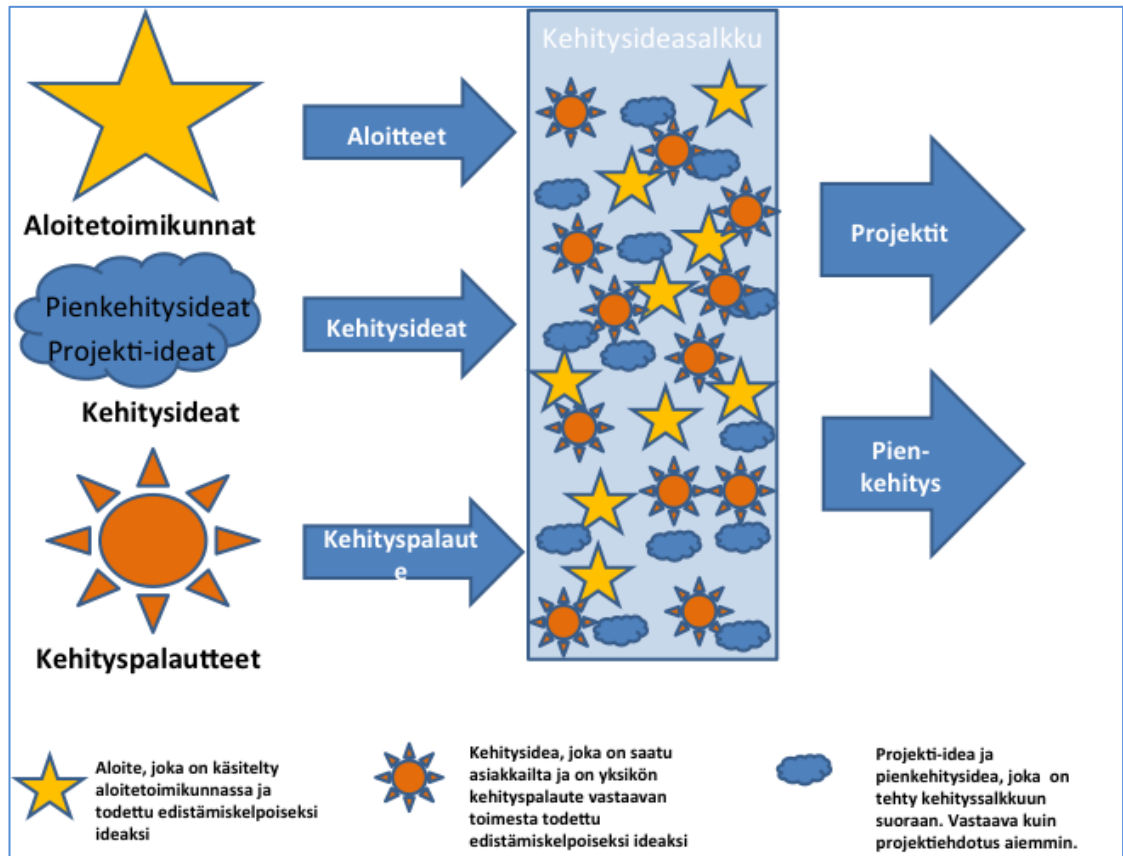 Kehitysideasalkku
Aloitteet
Aloitetoimikunnat
Projektit
Pienkehitysideat
Projekti-ideat
Kehitysideat
Kehitysideat
Pien-
kehitys
Kehityspalaut
e
Kehityspalautteet
Aloite, joka on käsitelty
aloitetoimikunnassa ja
todettu edistämiskelpoiseksi
ideaksi
Kehitysidea, joka on saatu
asiakkailta ja on yksikön
kehityspalaute vastaavan
toimesta todettu
edistämiskelpoiseksi ideaksi
Projekti-idea ja
pienkehitysidea, joka on
tehty kehityssalkkuun
suoraan. Vastaava kuin
projektiehdotus aiemmin.